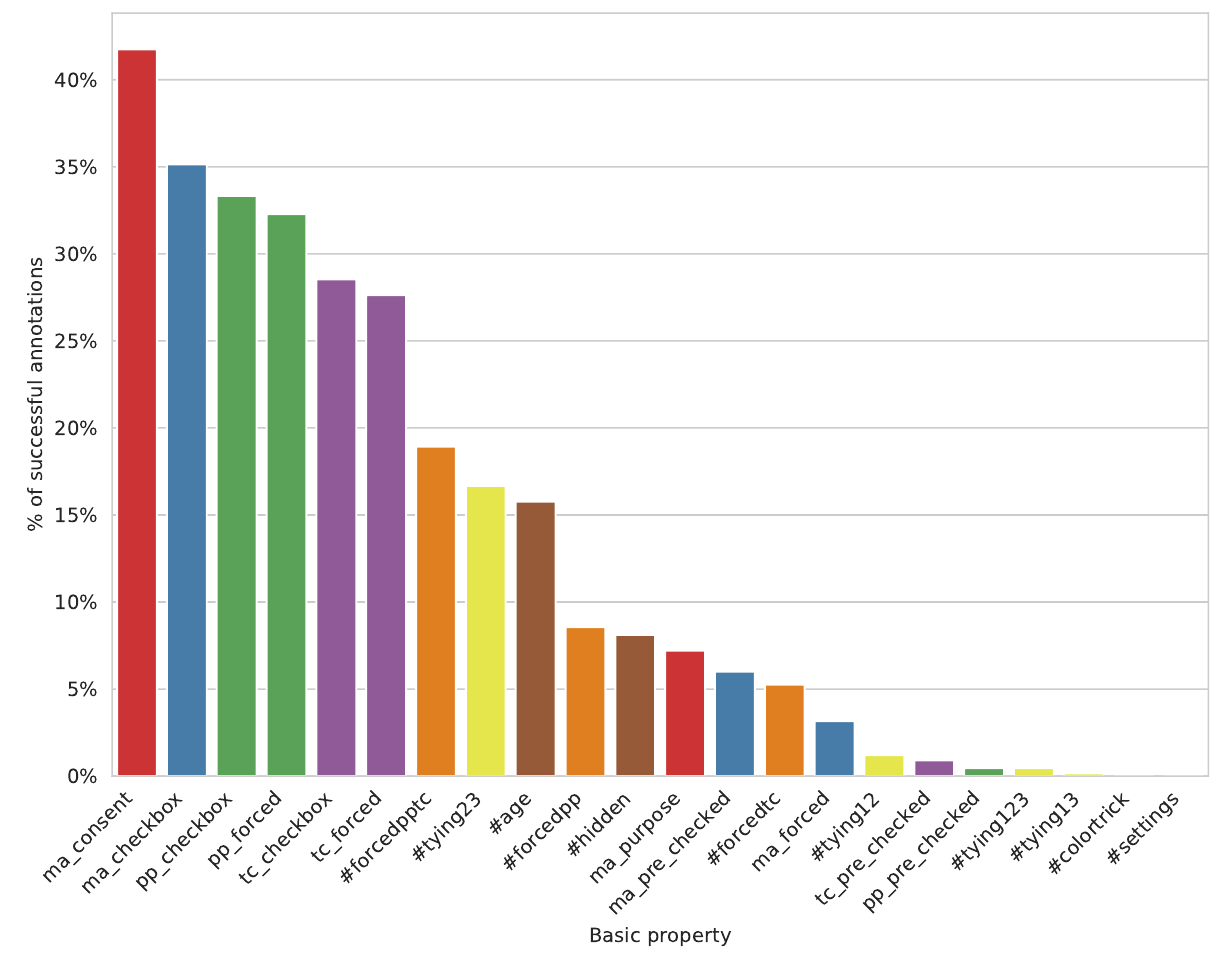 40%
35%
30%
25%
20%
15%
10%
5%
0%
% of successful annotations
ma_consent
ma_checkbox
pp_checkbox
pp_forced
tc_checkbox
tc_forced
#forcedpptc
#tying23
#age
#forcedpp
#hidden
ma_purpose
ma_pre_checked
#forcedtc
ma_forced
#tying12
tc_pre_checked
pp_pre_checked
#tying123
#tying13
#colortrick
#settings
Basic property